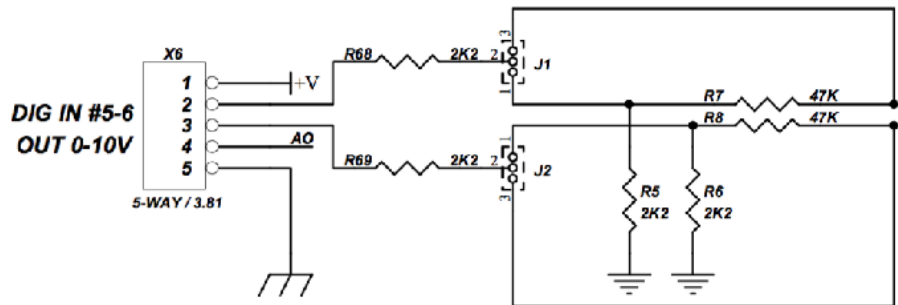 X6
DIG IN #5-6
OUT 0-10V
1
2
3
4
5
5-WAY / 3.81
+V
AO
R68 2K2
R69 2K2
3
2
1
J1
1
2
3
J2
R7 47K
R8 47K
R5
2K2
R6
2K2